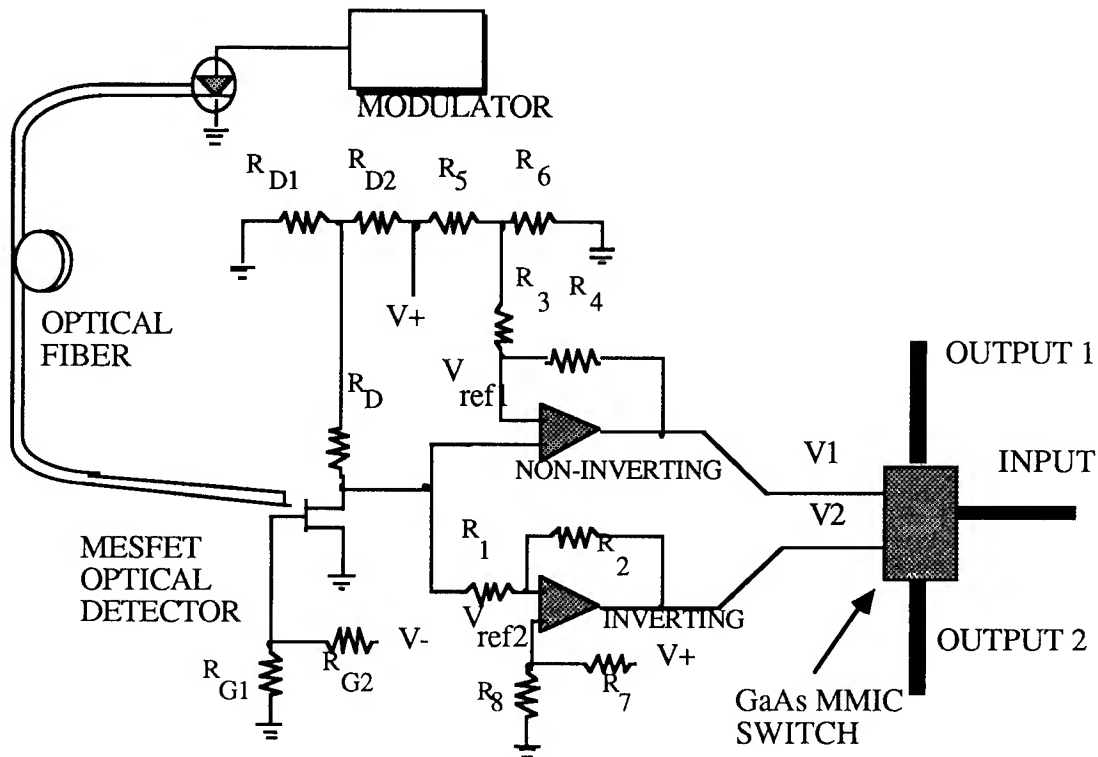 MODULATOR
R D1
R D2
R 5
R 6
R 3
R 4
V+
OPTICAL
FIBER
OUTPUT 1
R D
V ref1
V1
INPUT
NON-INVERTING
V2
MESFET
OPTICAL
DETECTOR
R 1
R 2
V ref2
INVERTING
V-
V+
OUTPUT 2
R G1
R G2
R 8
R 7
GaAs MMIC
SWITCH